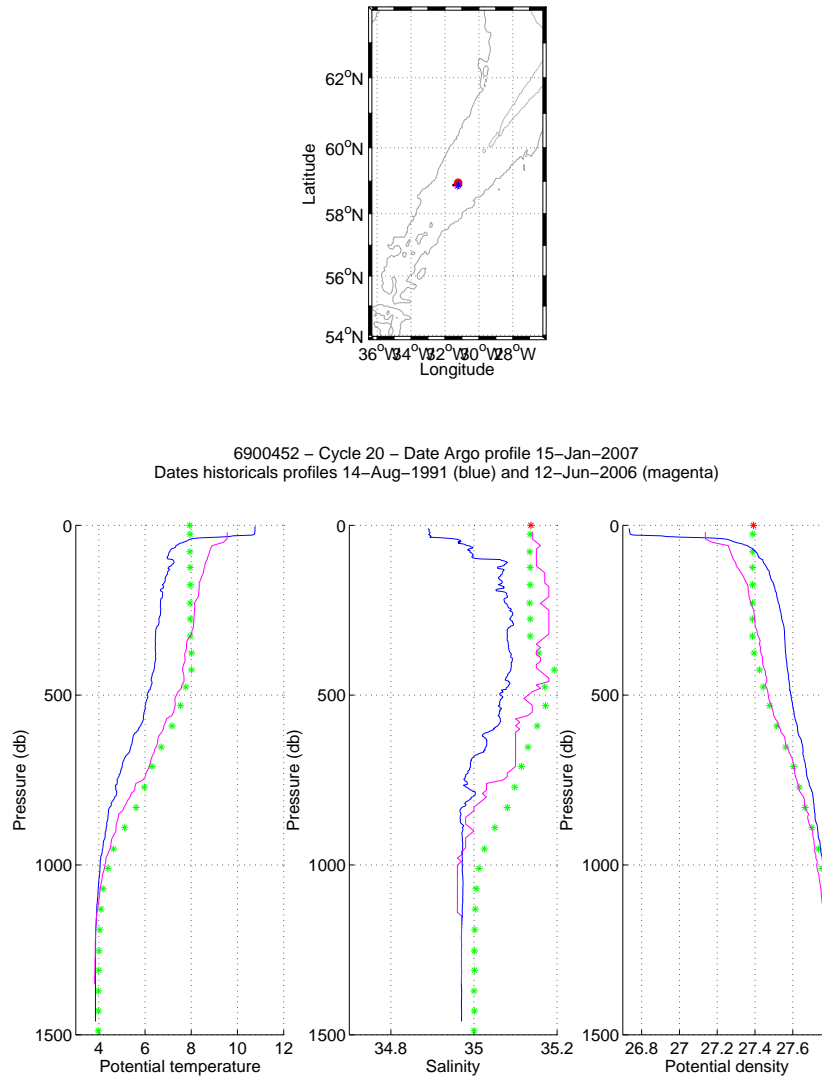 62°N
60°N
58°N
56°N
54°N
Latitude
36°W 34°W 32°W 30°W 28°W
Longitude
6900452 − Cycle 20 − Date Argo profile 15−Jan−2007
Dates historicals profiles 14−Aug−1991 (blue) and 12−Jun−2006 (magenta)
0
500
1000
1500
Pressure (db)
4 6 8 10 12
Potential temperature
0
500
1000
1500
Pressure (db)
34.8 35 35.2
Salinity
0
500
1000
1500
Pressure (db)
26.8 27 27.2 27.4 27.6
Potential density